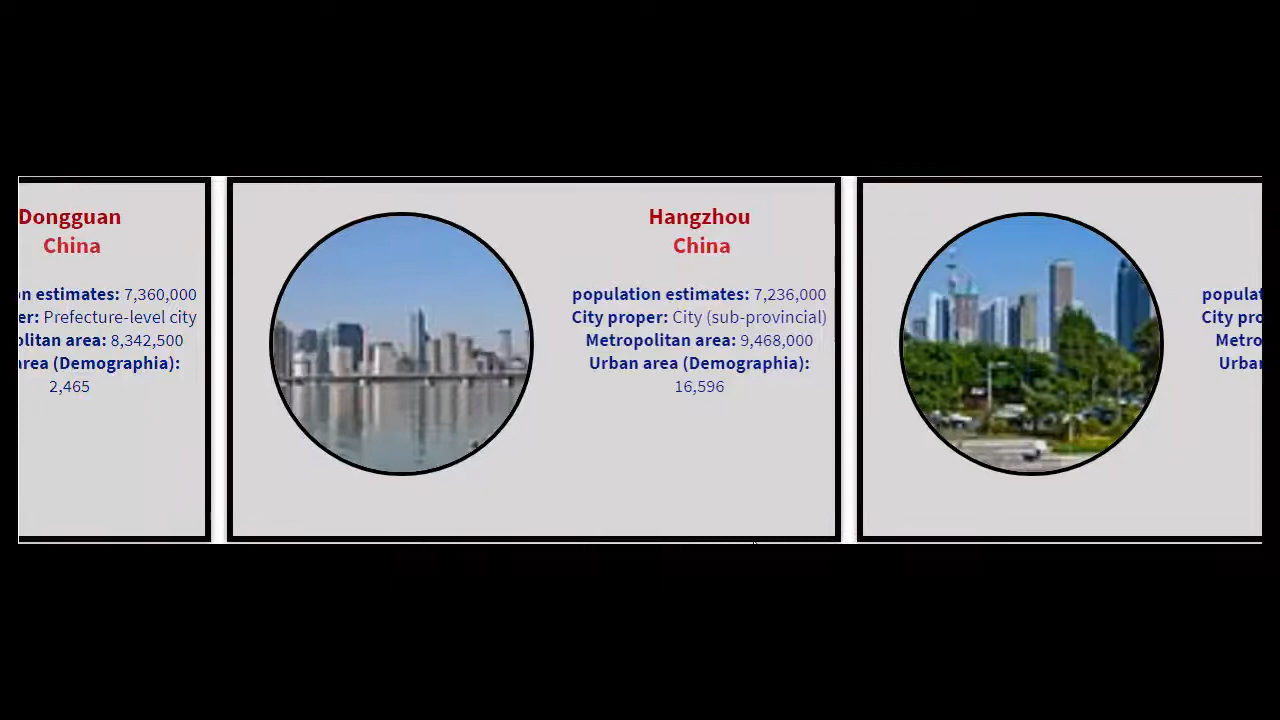 Dongguan
China
n estimates: 7,360,000
er: Prefecture-level city
olitan area: 8,342,500
area (Demographia):
2,465
Hangzhou
China
population estimates: 7,236,000
City proper: City (sub-provincial)
Metropolitan area: 9,468,000
Urban area (Demographia):
16,596
populat
City pro
Metro
Urba